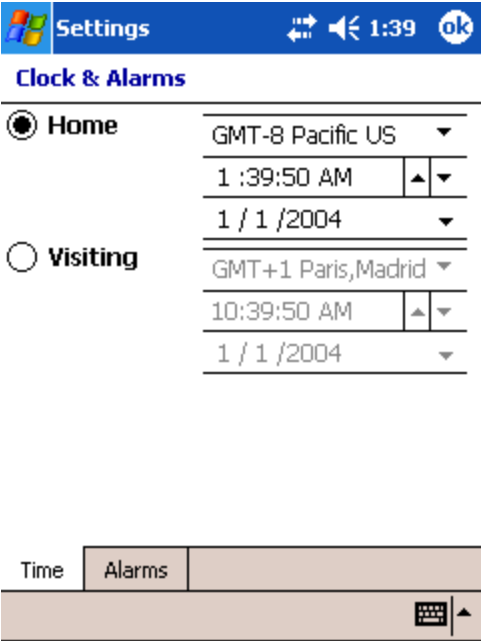 Settings 1:39 ok
Clock & Alarms
Home GMT-8 Pacific US
1 :39:50 AM
1 / 1 /2004
Visiting GMT+1 Paris,Madrid
10:39:50 AM
1 / 1 /2004
Time Alarms